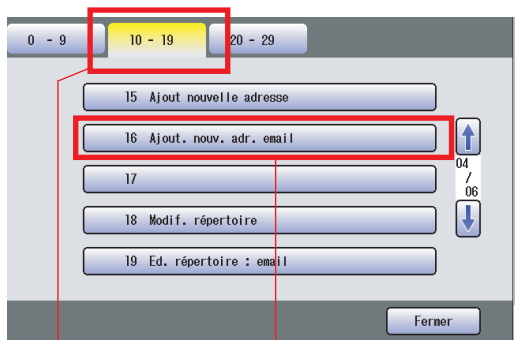 0 - 9 10 - 19 20 - 29
15 Ajout nouvelle adresse
16 Ajout. nouv. adr. email
04
17
/
06
18 Modif. répertoire
19 Ed. répertoire : email
Fermer